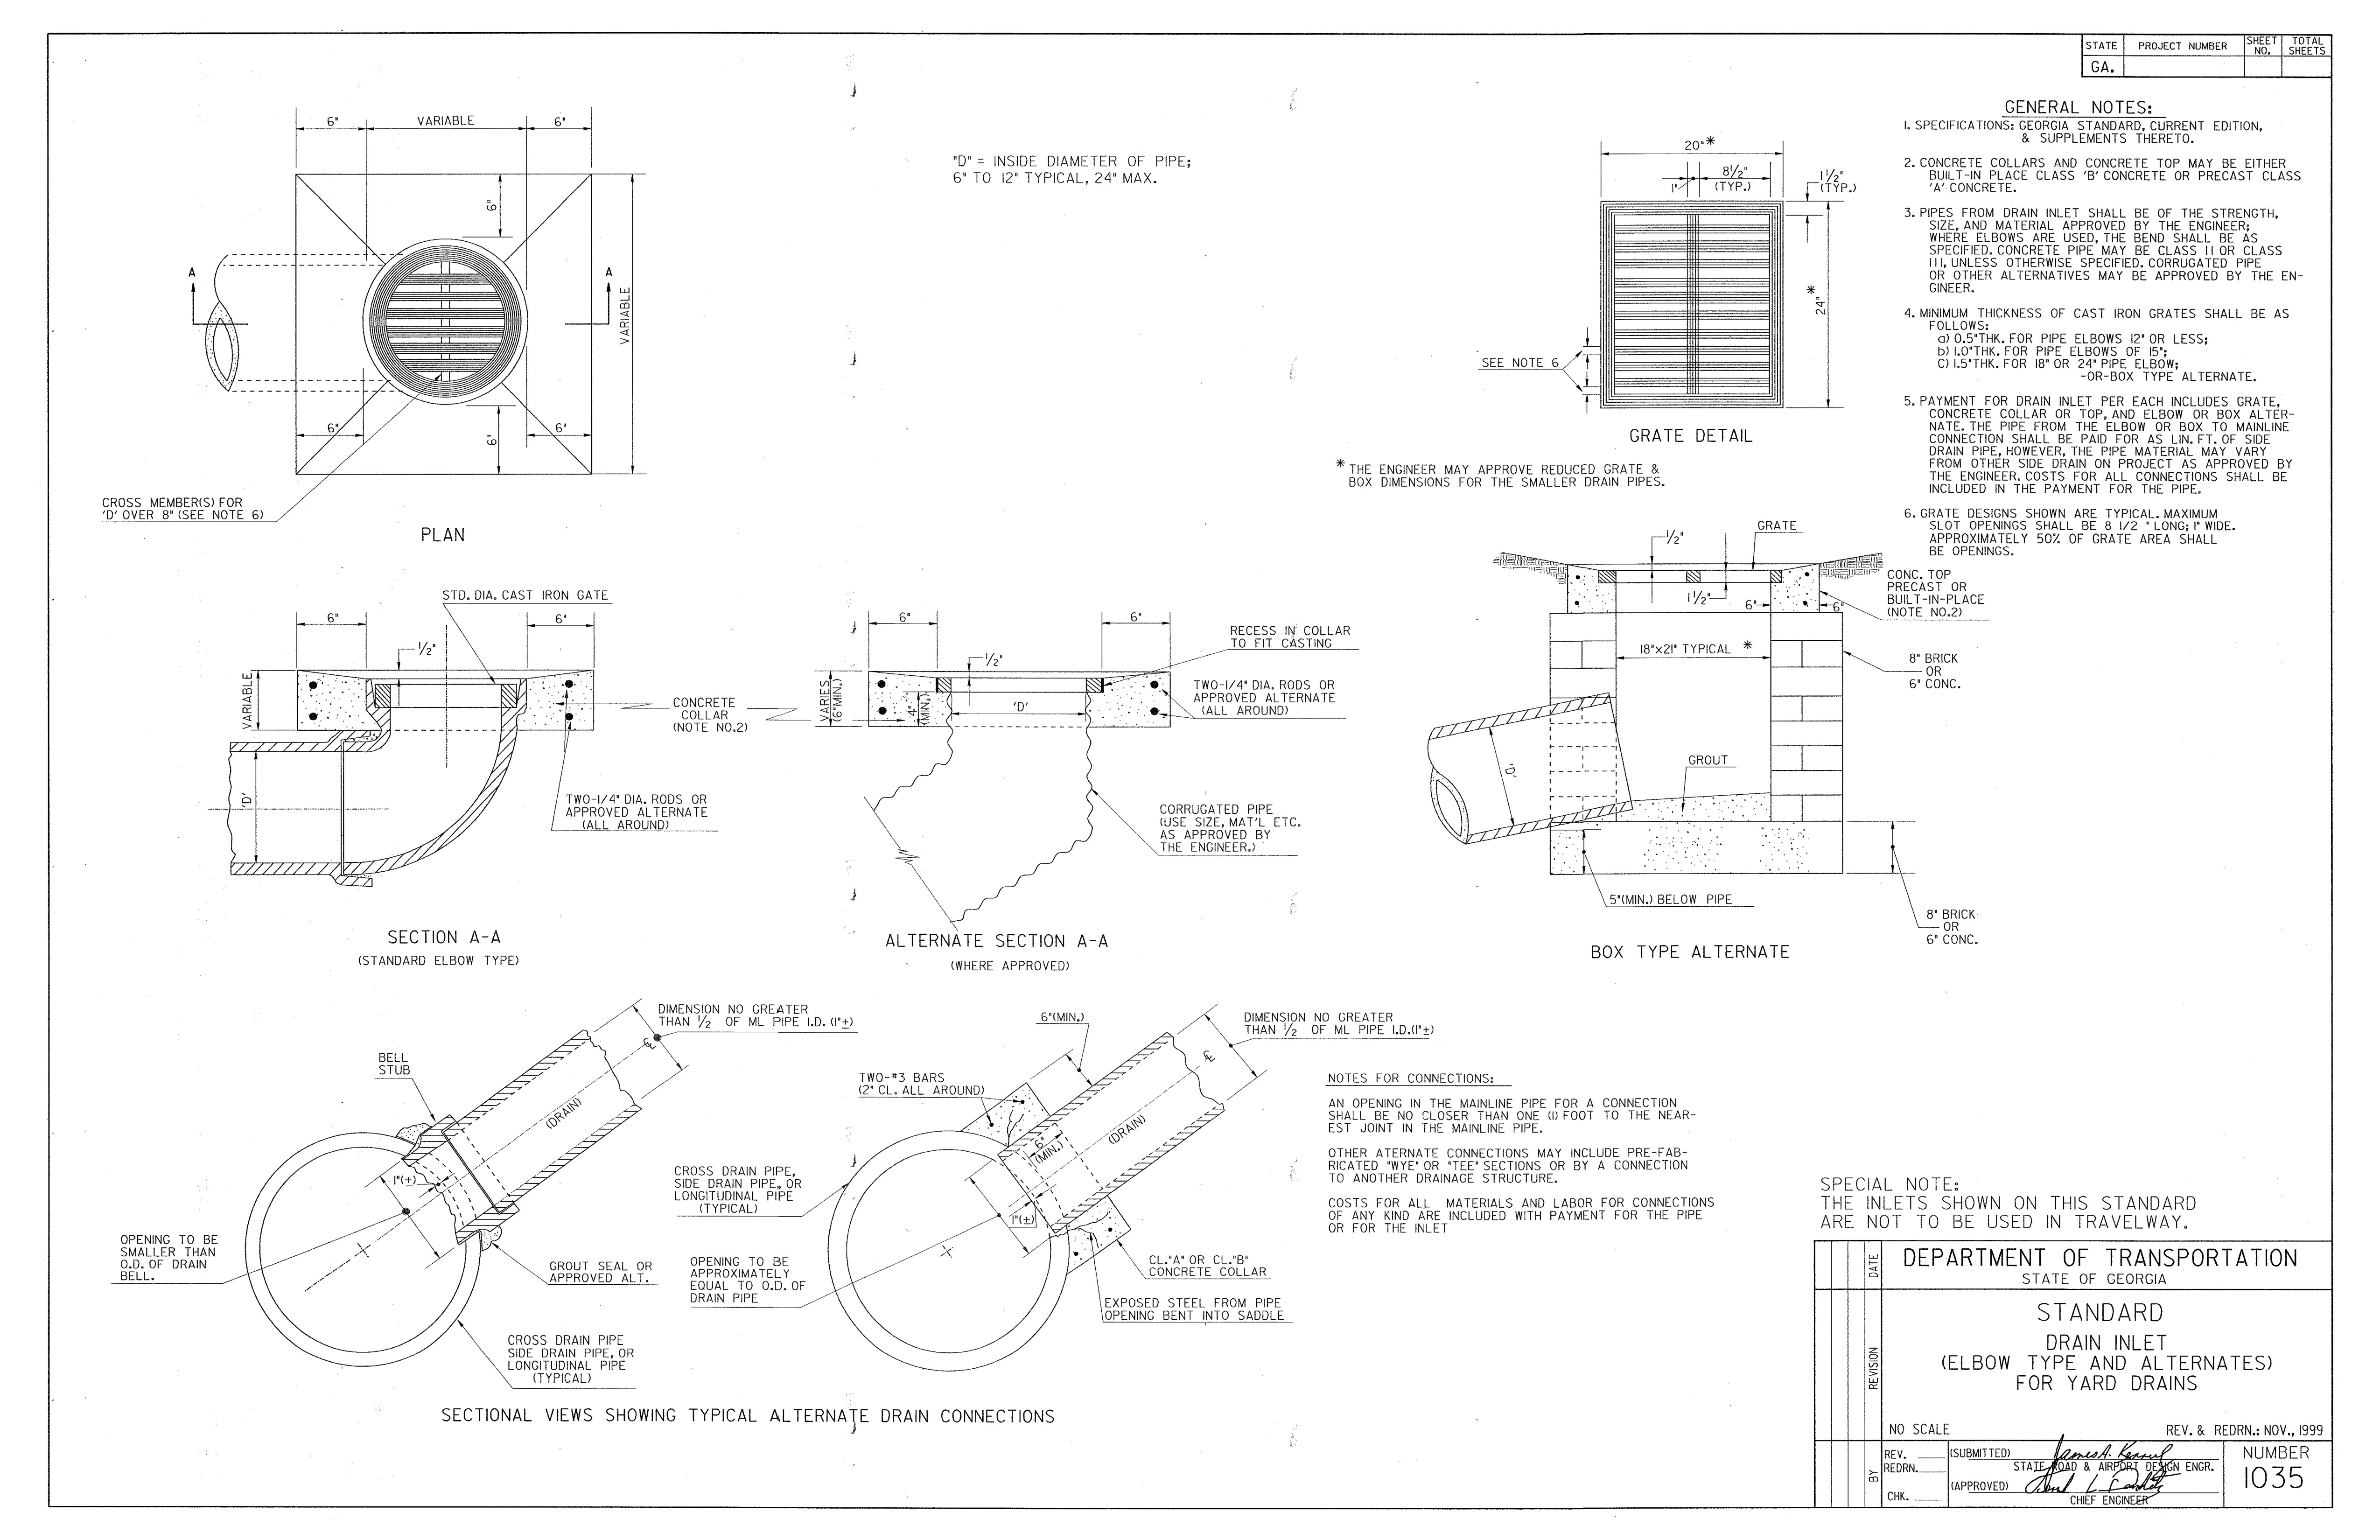 STATE
PROJECT NUMBER
SHEET NO.
TOTAL SHEETS
GA.
6"
VARIABLE
6"
6"
A
A
VARIABLE
6"
6"
6"
CROSS MEMBER(S) FOR
'D' OVER 8" (SEE NOTE 6)
PLAN
"D" = INSIDE DIAMETER OF PIPE;
6" TO 12" TYPICAL, 24" MAX.
20"*
1"
8 1/2"
(TYP.)
1 1/2"
(TYP.)
*
24"
SEE NOTE 6
GRATE DETAIL
* THE ENGINEER MAY APPROVE REDUCED GRATE &
BOX DIMENSIONS FOR THE SMALLER DRAIN PIPES.
GENERAL NOTES:
1. SPECIFICATIONS: GEORGIA STANDARD, CURRENT EDITION,
& SUPPLEMENTS THERETO.
2. CONCRETE COLLARS AND CONCRETE TOP MAY BE EITHER
BUILT-IN PLACE CLASS 'B' CONCRETE OR PRECAST CLASS
'A' CONCRETE.
3. PIPES FROM DRAIN INLET SHALL BE OF THE STRENGTH,
SIZE, AND MATERIAL APPROVED BY THE ENGINEER;
WHERE ELBOWS ARE USED, THE BEND SHALL BE AS
SPECIFIED. CONCRETE PIPE MAY BE CLASS II OR CLASS
III, UNLESS OTHERWISE SPECIFIED. CORRUGATED PIPE
OR OTHER ALTERNATIVES MAY BE APPROVED BY THE EN-
GINEER.
4. MINIMUM THICKNESS OF CAST IRON GRATES SHALL BE AS
FOLLOWS:
a) 0.5"THK. FOR PIPE ELBOWS 12" OR LESS;
b) 1.0"THK. FOR PIPE ELBOWS OF 15";
C) 1.5"THK. FOR 18" OR 24" PIPE ELBOW;
-OR-BOX TYPE ALTERNATE.
5. PAYMENT FOR DRAIN INLET PER EACH INCLUDES GRATE,
CONCRETE COLLAR OR TOP, AND ELBOW OR BOX ALTER-
NATE. THE PIPE FROM THE ELBOW OR BOX TO MAINLINE
CONNECTION SHALL BE PAID FOR AS LIN. FT. OF SIDE
DRAIN PIPE, HOWEVER, THE PIPE MATERIAL MAY VARY
FROM OTHER SIDE DRAIN ON PROJECT AS APPROVED BY
THE ENGINEER. COSTS FOR ALL CONNECTIONS SHALL BE
INCLUDED IN THE PAYMENT FOR THE PIPE.
6. GRATE DESIGNS SHOWN ARE TYPICAL. MAXIMUM
SLOT OPENINGS SHALL BE 8 1/2 " LONG; 1" WIDE.
APPROXIMATELY 50% OF GRATE AREA SHALL
BE OPENINGS.
STD. DIA. CAST IRON GATE
6"
6"
1/2"
VARIABLE
'D'
CONCRETE
COLLAR
(NOTE NO.2)
TWO-1/4" DIA. RODS OR
APPROVED ALTERNATE
(ALL AROUND)
SECTION A-A
(STANDARD ELBOW TYPE)
6"
6"
1/2"
VARIES
(6"MIN.)
4"
(MIN.)
'D'
RECESS IN COLLAR
TO FIT CASTING
TWO-1/4" DIA. RODS OR
APPROVED ALTERNATE
(ALL AROUND)
CORRUGATED PIPE
(USE SIZE, MAT'L ETC.
AS APPROVED BY
THE ENGINEER.)
ALTERNATE SECTION A-A
(WHERE APPROVED)
1/2"
GRATE
1 1/2"
6"
6"
CONC. TOP
PRECAST OR
BUILT-IN-PLACE
(NOTE NO.2)
18"x21" TYPICAL *
8" BRICK
OR
6" CONC.
'D'
GROUT
5"(MIN.) BELOW PIPE
8" BRICK
OR
6" CONC.
BOX TYPE ALTERNATE
DIMENSION NO GREATER
THAN 1/2 OF ML PIPE I.D. (1"±)
BELL
STUB
℄
(DRAIN)
1"(±)
OPENING TO BE
SMALLER THAN
O.D. OF DRAIN
BELL.
GROUT SEAL OR
APPROVED ALT.
CROSS DRAIN PIPE
SIDE DRAIN PIPE, OR
LONGITUDINAL PIPE
(TYPICAL)
6"(MIN.)
DIMENSION NO GREATER
THAN 1/2 OF ML PIPE I.D.(1"±)
TWO-#3 BARS
(2" CL. ALL AROUND)
℄
(DRAIN)
6"
(MIN.)
1"(±)
CROSS DRAIN PIPE,
SIDE DRAIN PIPE, OR
LONGITUDINAL PIPE
(TYPICAL)
OPENING TO BE
APPROXIMATELY
EQUAL TO O.D. OF
DRAIN PIPE
CL."A" OR CL."B"
CONCRETE COLLAR
EXPOSED STEEL FROM PIPE
OPENING BENT INTO SADDLE
SECTIONAL VIEWS SHOWING TYPICAL ALTERNATE DRAIN CONNECTIONS
NOTES FOR CONNECTIONS:
AN OPENING IN THE MAINLINE PIPE FOR A CONNECTION
SHALL BE NO CLOSER THAN ONE (1) FOOT TO THE NEAR-
EST JOINT IN THE MAINLINE PIPE.
OTHER ATERNATE CONNECTIONS MAY INCLUDE PRE-FAB-
RICATED "WYE" OR "TEE" SECTIONS OR BY A CONNECTION
TO ANOTHER DRAINAGE STRUCTURE.
COSTS FOR ALL MATERIALS AND LABOR FOR CONNECTIONS
OF ANY KIND ARE INCLUDED WITH PAYMENT FOR THE PIPE
OR FOR THE INLET
SPECIAL NOTE:
THE INLETS SHOWN ON THIS STANDARD
ARE NOT TO BE USED IN TRAVELWAY.
DATE
REVISION
BY
DEPARTMENT OF TRANSPORTATION
STATE OF GEORGIA
STANDARD
DRAIN INLET
(ELBOW TYPE AND ALTERNATES)
FOR YARD DRAINS
NO SCALE
REV. & REDRN.: NOV., 1999
REV.
REDRN.
CHK.
(SUBMITTED)
STATE ROAD & AIRPORT DESIGN ENGR.
(APPROVED)
CHIEF ENGINEER
NUMBER
1035